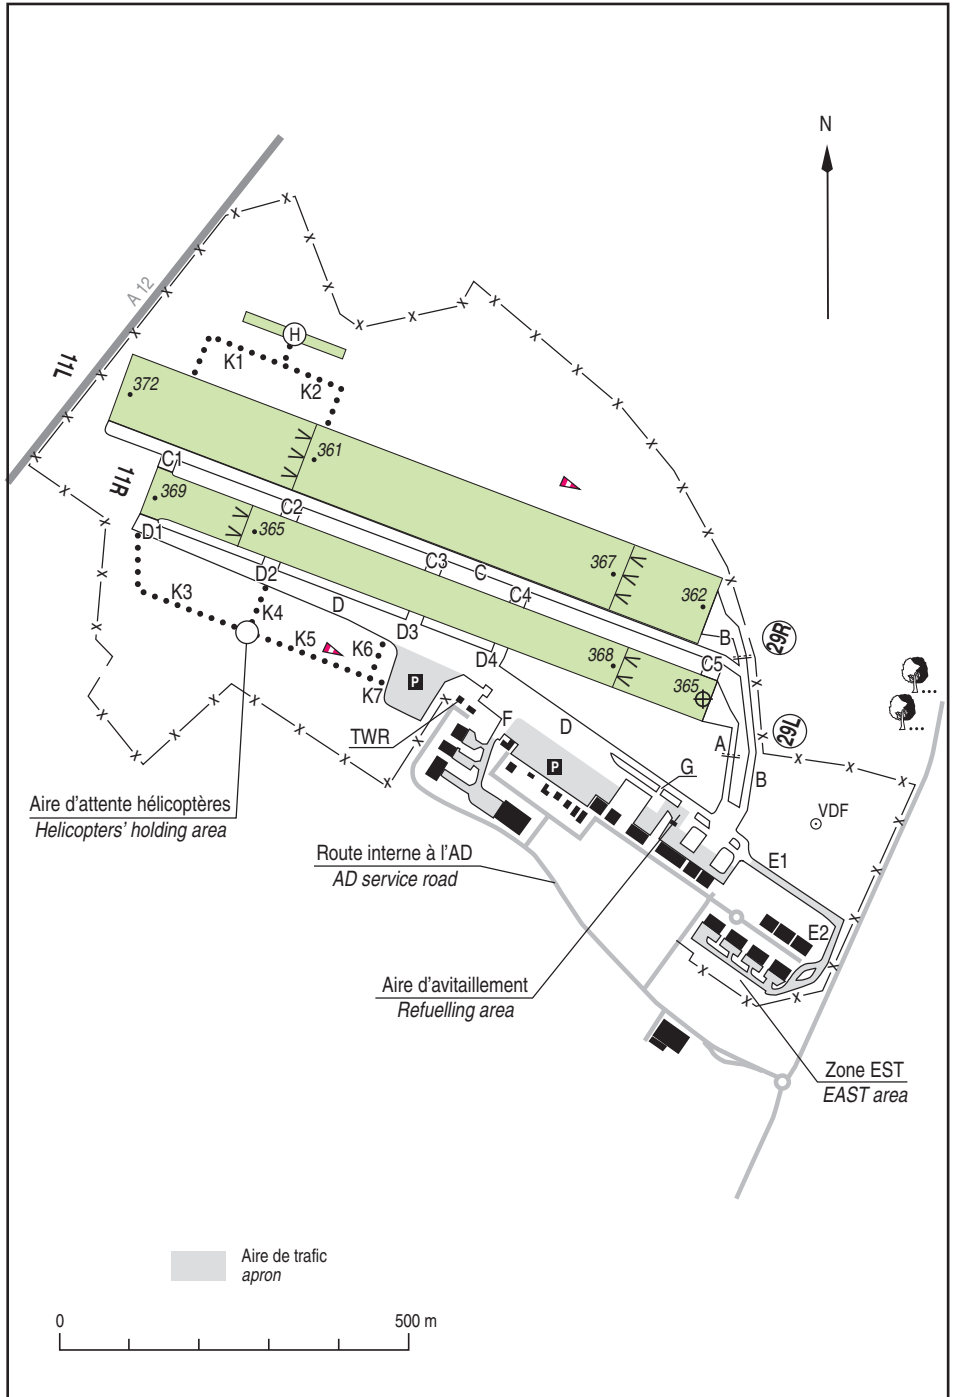 N
A 12
11L
H
K1
K2
372
361
11R
C1
369
C2
365
D1
C3
C
367
C4
362
D2
K3
K4
D
B
29R
K5
K6
D3
368
C5
D4
365
K7
P
TWR
F
D
A
29L
P
G
B
Aire d'attente hélicoptères
Helicopters' holding area
VDF
Route interne à l'AD
AD service road
E1
E2
Aire d'avitaillement
Refuelling area
Zone EST
EAST area
Aire de trafic
apron
0
500 m